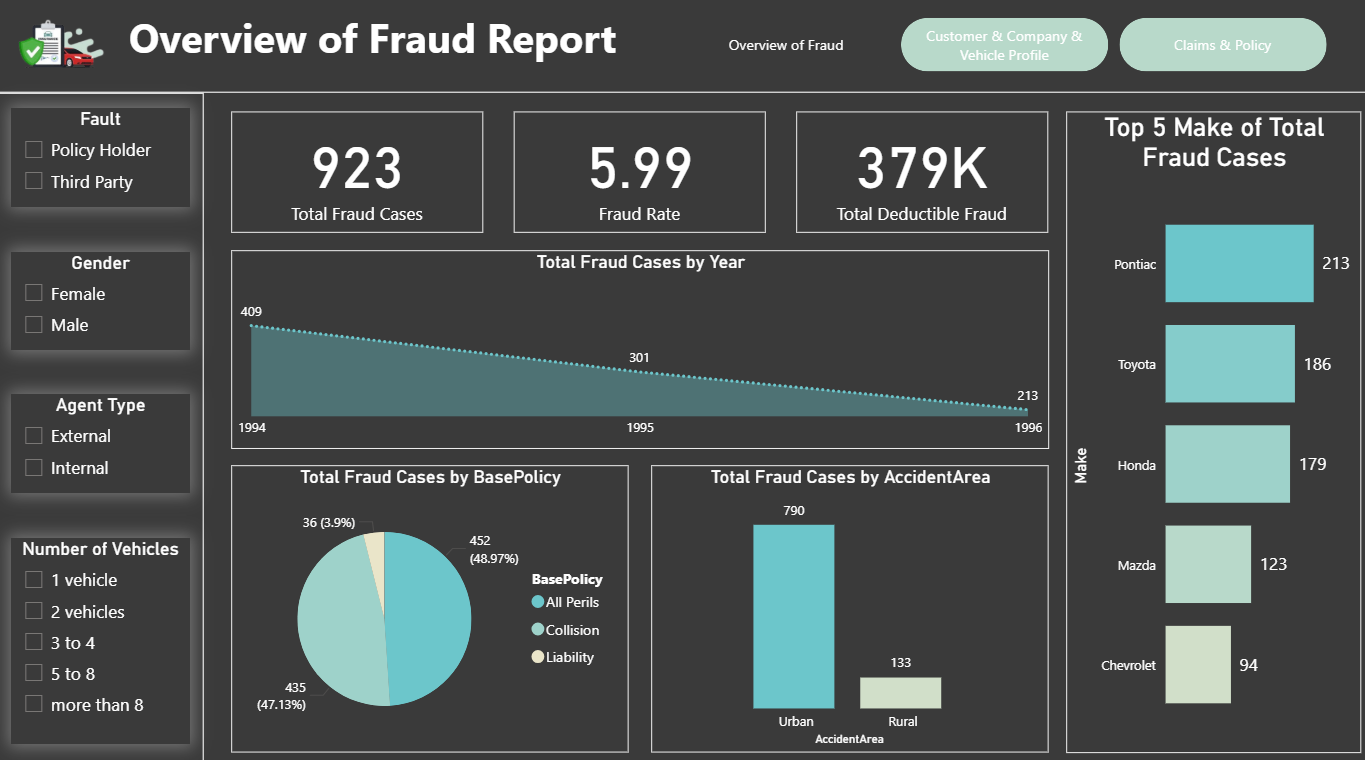 Overview of Fraud Report
Overview of Fraud
Customer & Company &
Vehicle Profile
Claims & Policy
Fault
Policy Holder
Third Party
Gender
Female
Male
Agent Type
External
Internal
Number of Vehicles
1 vehicle
2 vehicles
3 to 4
5 to 8
more than 8
923
Total Fraud Cases
5.99
Fraud Rate
379K
Total Deductible Fraud
Total Fraud Cases by Year
409
301
213
1994
1995
1996
Total Fraud Cases by BasePolicy
36 (3.9%)
452
(48.97%)
435
(47.13%)
BasePolicy
All Perils
Collision
Liability
Total Fraud Cases by AccidentArea
790
133
Urban
Rural
AccidentArea
Top 5 Make of Total
Fraud Cases
Make
Pontiac
213
Toyota
186
Honda
179
Mazda
123
Chevrolet
94